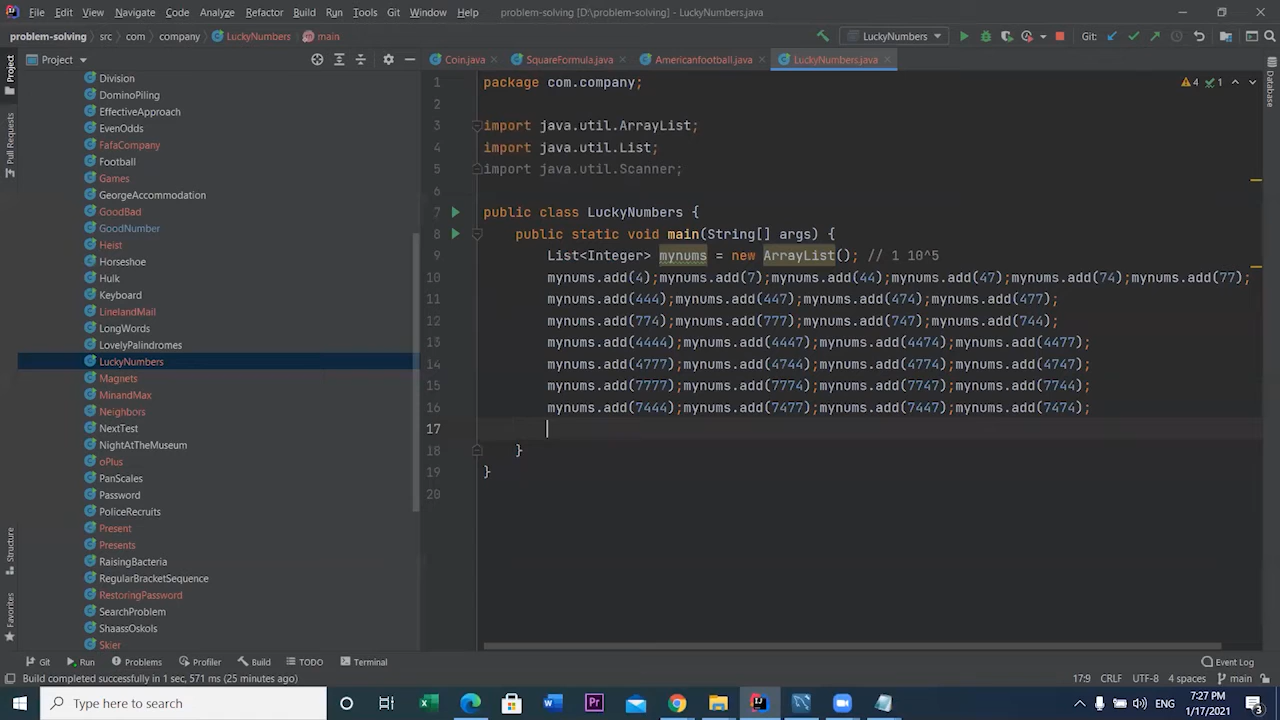 File Edit View Navigate Code Analyze Refactor Build Run Tools Git Window Help problem-solving [D:\problem-solving] - LuckyNumbers.java
problem-solving src com company LuckyNumbers main LuckyNumbers Git:
Project Coin.java SquareFormula.java Americanfootball.java LuckyNumbers.java
Project
Pull Requests
Structure
Favorites
Database
Division
DominoPiling
EffectiveApproach
EvenOdds
FafaCompany
Football
Games
GeorgeAccommodation
GoodBad
GoodNumber
Heist
Horseshoe
Hulk
Keyboard
LinelandMail
LongWords
LovelyPalindromes
LuckyNumbers
Magnets
MinandMax
Neighbors
NextTest
NightAtTheMuseum
oPlus
PanScales
Password
PoliceRecruits
Present
Presents
RaisingBacteria
RegularBracketSequence
RestoringPassword
SearchProblem
ShaassOskols
Skier
4 1
1 package com.company;
2
3 import java.util.ArrayList;
4 import java.util.List;
5 import java.util.Scanner;
6
7 public class LuckyNumbers {
8 public static void main(String[] args) {
9 List<Integer> mynums = new ArrayList(); // 1 10^5
10 mynums.add(4);mynums.add(7);mynums.add(44);mynums.add(47);mynums.add(74);mynums.add(77);
11 mynums.add(444);mynums.add(447);mynums.add(474);mynums.add(477);
12 mynums.add(774);mynums.add(777);mynums.add(747);mynums.add(744);
13 mynums.add(4444);mynums.add(4447);mynums.add(4474);mynums.add(4477);
14 mynums.add(4777);mynums.add(4744);mynums.add(4774);mynums.add(4747);
15 mynums.add(7777);mynums.add(7774);mynums.add(7747);mynums.add(7744);
16 mynums.add(7444);mynums.add(7477);mynums.add(7447);mynums.add(7474);
17
18 }
19 }
20
Git Run Problems Profiler Build TODO Terminal Event Log
Build completed successfully in 1 sec, 571 ms (25 minutes ago) 17:9 CRLF UTF-8 4 spaces main
Type here to search
ENG
7:27 PM
1/17/2021
3